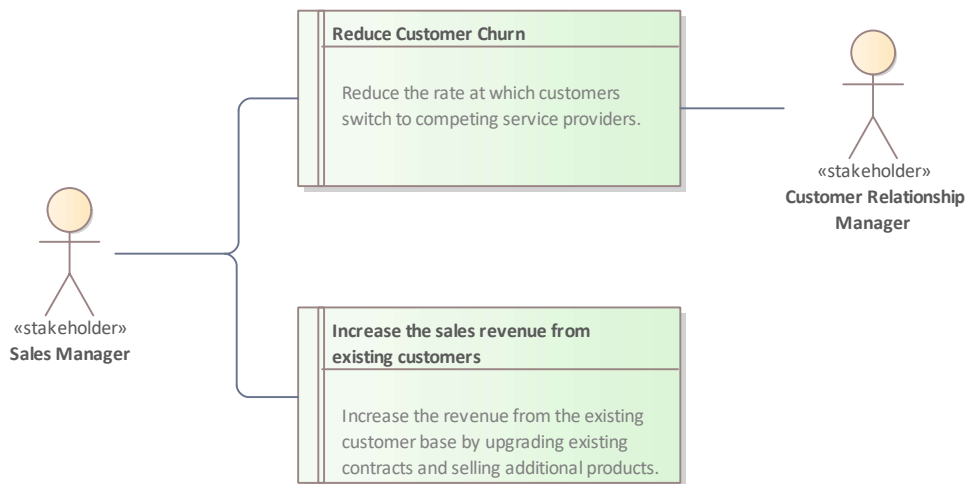 Reduce Customer Churn
Reduce the rate at which customers
switch to competing service providers.
«stakeholder»
Customer Relationship
Manager
«stakeholder»
Sales Manager
Increase the sales revenue from
existing customers
Increase the revenue from the existing
customer base by upgrading existing
contracts and selling additional products.